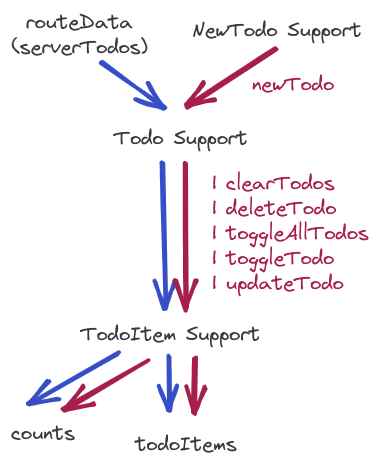 routeData
(serverTodos)
NewTodo Support
newTodo
Todo Support
| clearTodos
| deleteTodo
| toggleAllTodos
| toggleTodo
| updateTodo
TodoItem Support
counts
todoItems